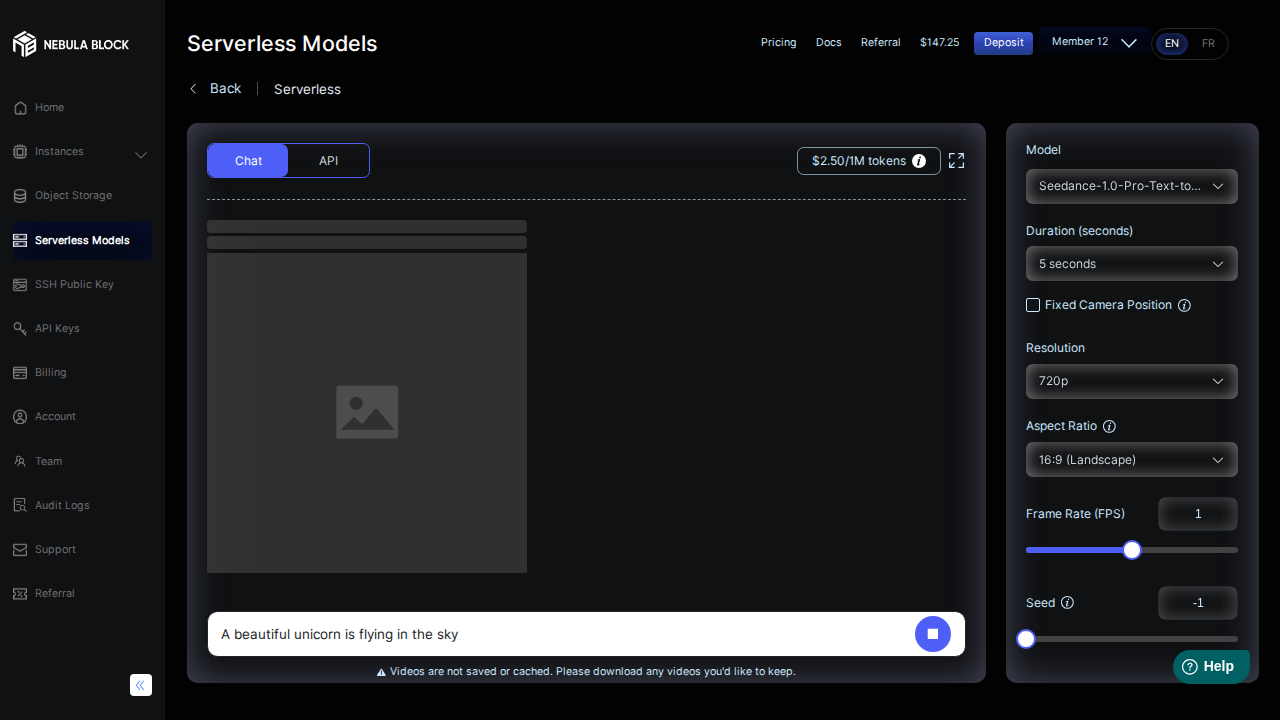 NEBULA BLOCK
Home
Instances
Object Storage
Serverless Models
SSH Public Key
API Keys
Billing
Account
Team
Audit Logs
Support
Referral
Serverless Models
Pricing
Docs
Referral
$147.25
Deposit
Member 12
EN
FR
Back
Serverless
Chat
API
$2.50/1M tokens
A beautiful unicorn is flying in the sky
Videos are not saved or cached. Please download any videos you'd like to keep.
Model
Seedance-1.0-Pro-Text-to...
Duration (seconds)
5 seconds
Fixed Camera Position
Resolution
720p
Aspect Ratio
16:9 (Landscape)
Frame Rate (FPS)
1
Seed
-1
Help